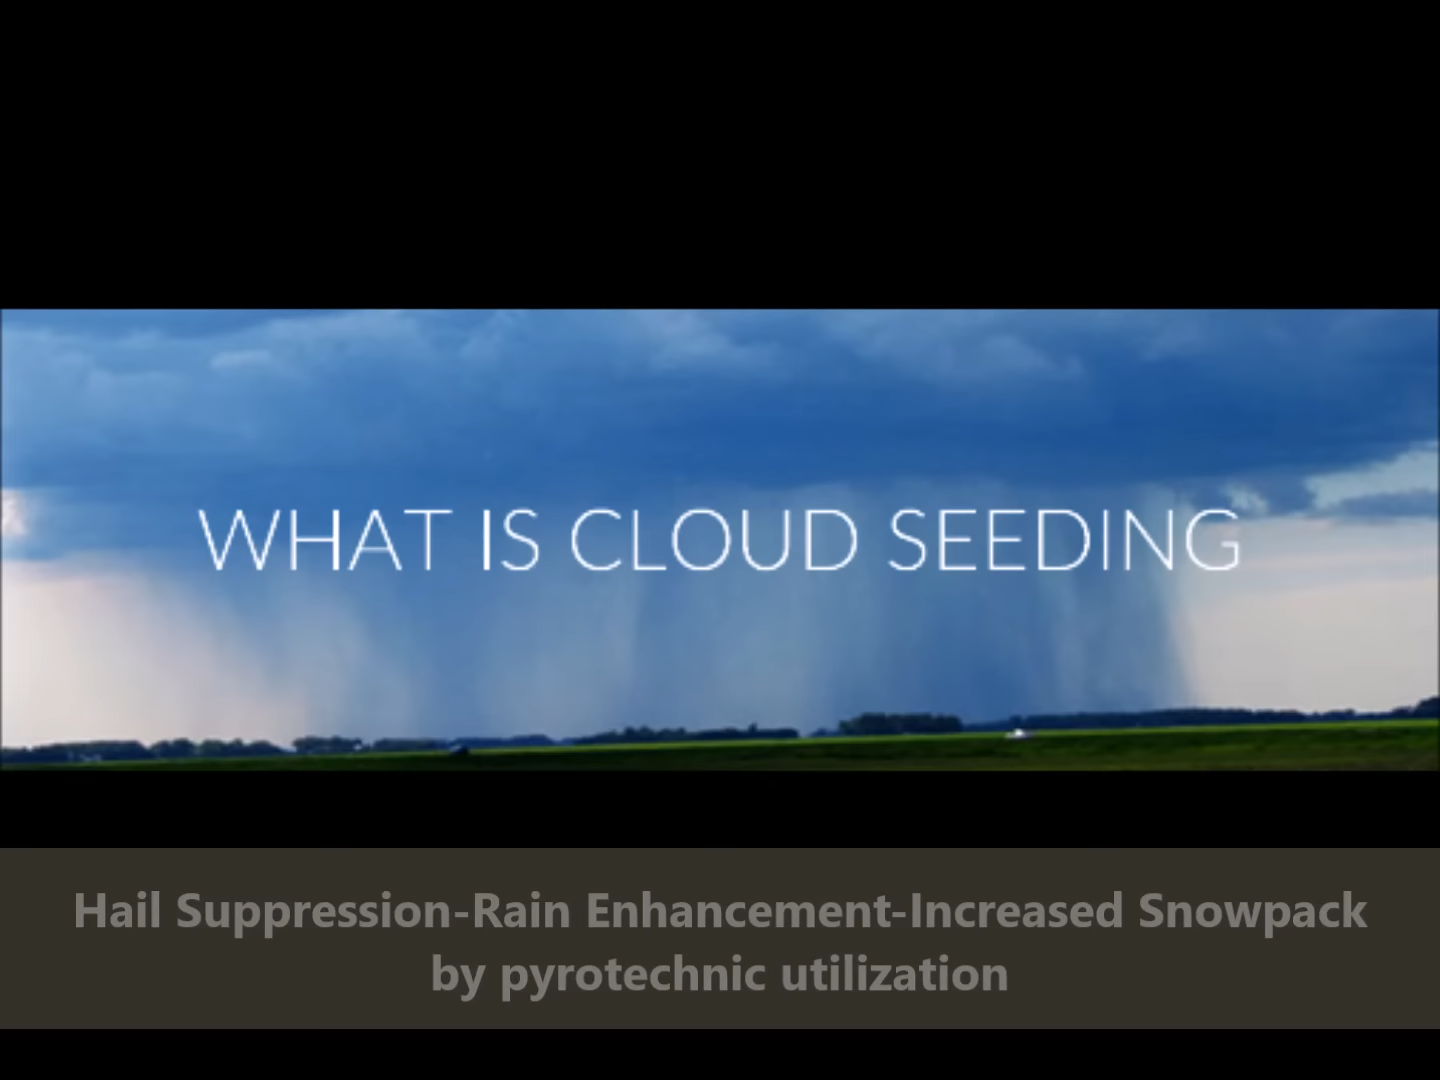 WHAT IS CLOUD SEEDING
Hail Suppression-Rain Enhancement-Increased Snowpack
by pyrotechnic utilization